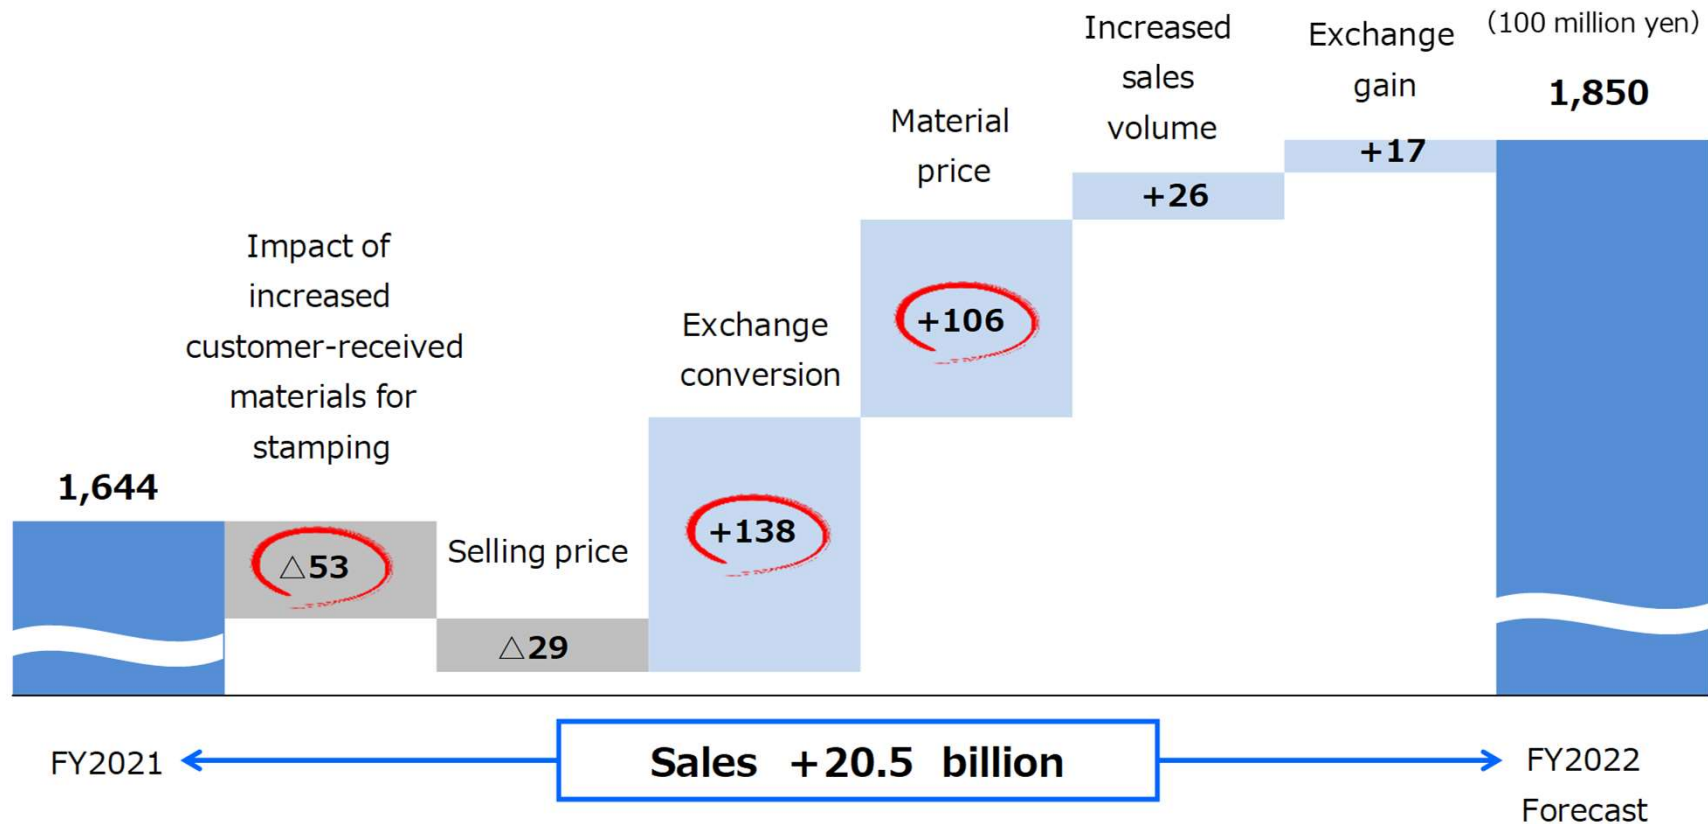 (100 million yen)
1,644
Impact of
increased
customer-received
materials for
stamping
△53
Selling price
△29
Exchange
conversion
+138
Material
price
+106
Increased
sales
volume
+26
Exchange
gain
+17
1,850
FY2021
Sales +20.5 billion
FY2022
Forecast